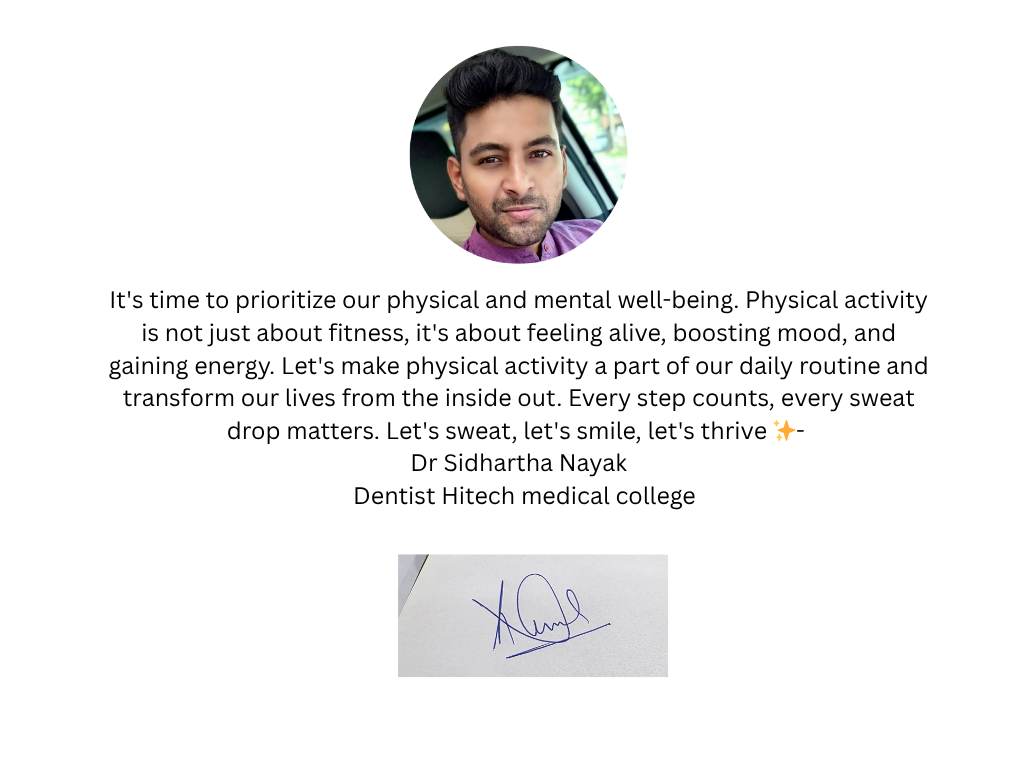 It's time to prioritize our physical and mental well-being. Physical activity
is not just about fitness, it's about feeling alive, boosting mood, and
gaining energy. Let's make physical activity a part of our daily routine and
transform our lives from the inside out. Every step counts, every sweat
drop matters. Let's sweat, let's smile, let's thrive ✨-
Dr Sidhartha Nayak
Dentist Hitech medical college